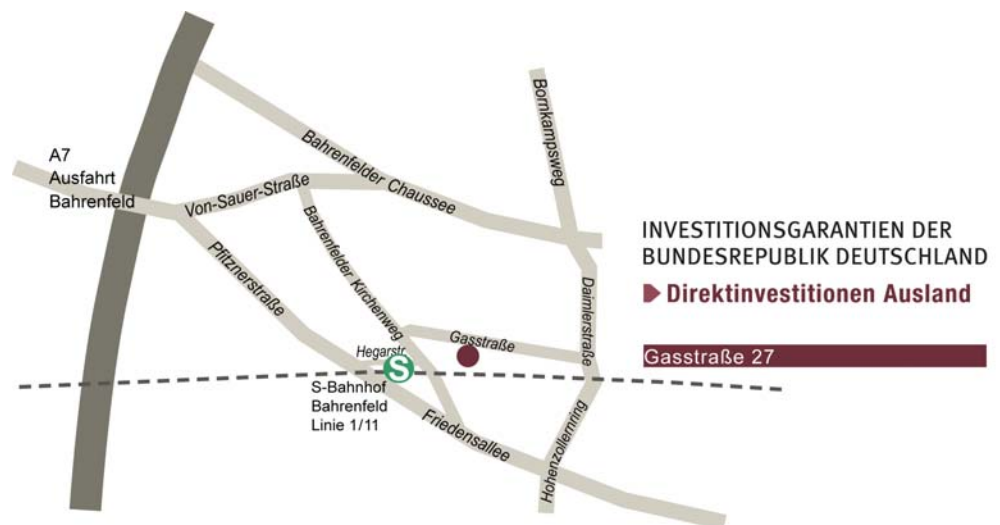 A7
Ausfahrt
Bahrenfeld
Von-Sauer-Straße
Bahrenfelder Chaussee
Bornkampsweg
Pfitznerstraße
Bahrenfelder Kirchenweg
Daimlerstraße
Hegarstr.
Gasstraße
S
S-Bahnhof
Bahrenfeld
Linie 1/11
Friedensallee
Hohenzollernring
INVESTITIONSGARANTIEN DER
BUNDESREPUBLIK DEUTSCHLAND
Direktinvestitionen Ausland
Gasstraße 27